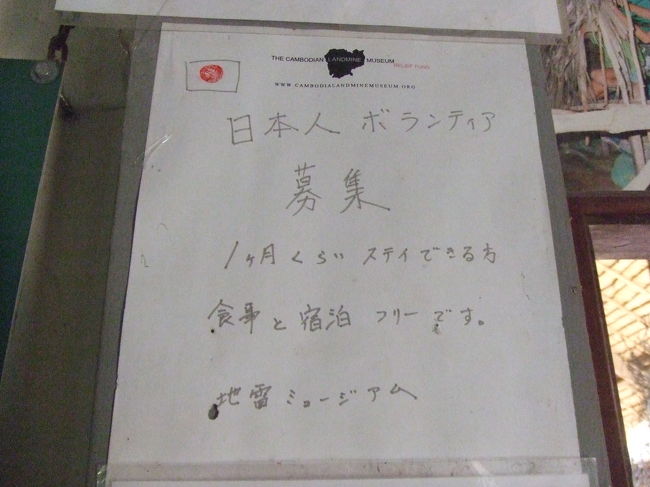 THE CAMBODIAN LANDMINE MUSEUM RELIEF FUND
WWW.CAMBODIALANDMINEMUSEUM.ORG
日本人 ボランティア
募集
1ヶ月くらい ステイできる方
食事と宿泊 フリーです。
地雷ミュージアム